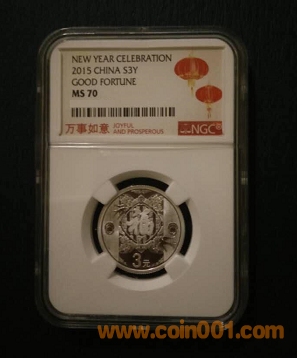 NEW YEAR CELEBRATION
2015 CHINA S3Y
GOOD FORTUNE
MS 70
万事如意 JOYFUL
AND PROSPEROUS
NGC
福
3元
www.coin001.com